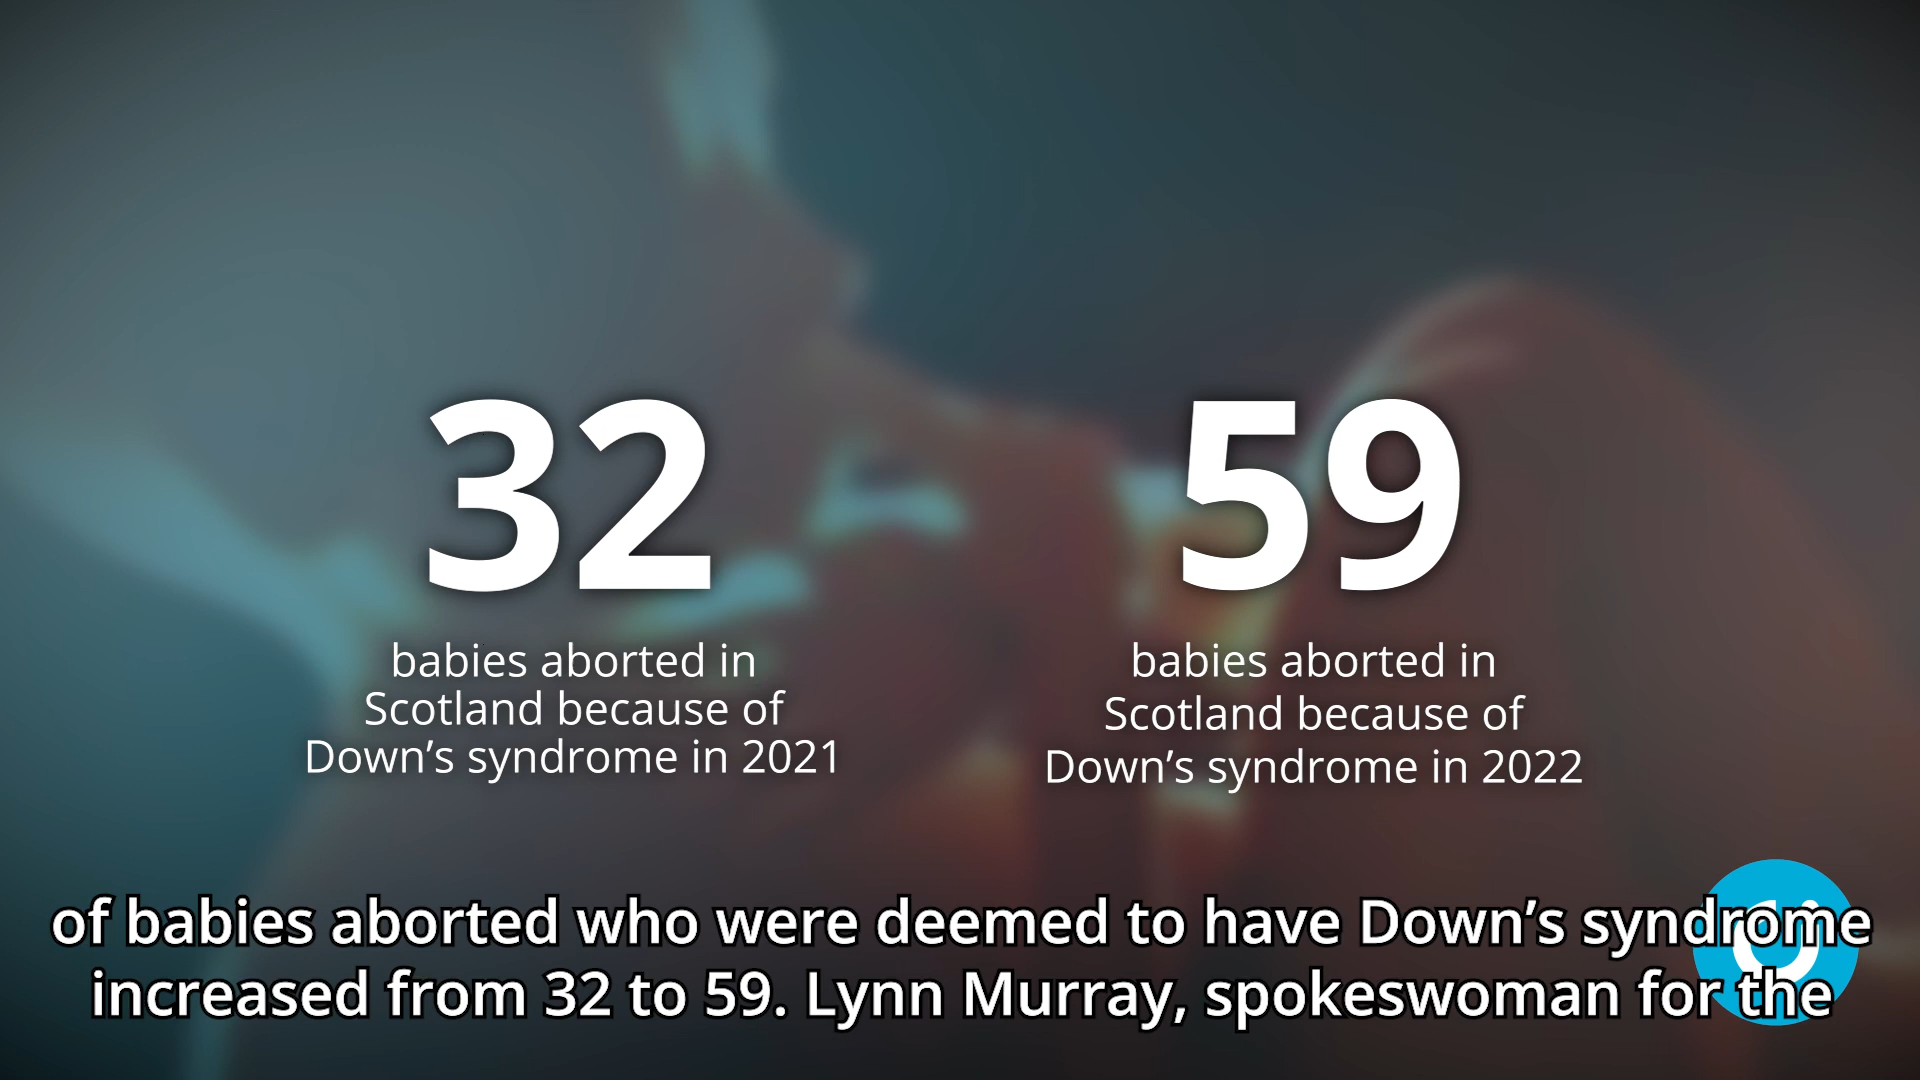 32
babies aborted in
Scotland because of
Down’s syndrome in 2021
59
babies aborted in
Scotland because of
Down’s syndrome in 2022
of babies aborted who were deemed to have Down’s syndrome
increased from 32 to 59. Lynn Murray, spokeswoman for the